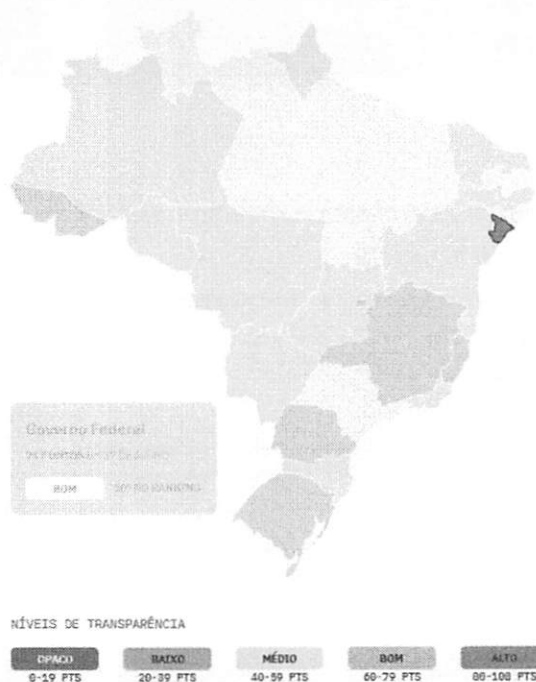 Governo Federal
BOM
NÍVEIS DE TRANSPARÊNCIA
OPACO BAIXO MÉDIO BOM ALTO
0-19 PTS 20-39 PTS 40-59 PTS 60-79 PTS 80-100 PTS